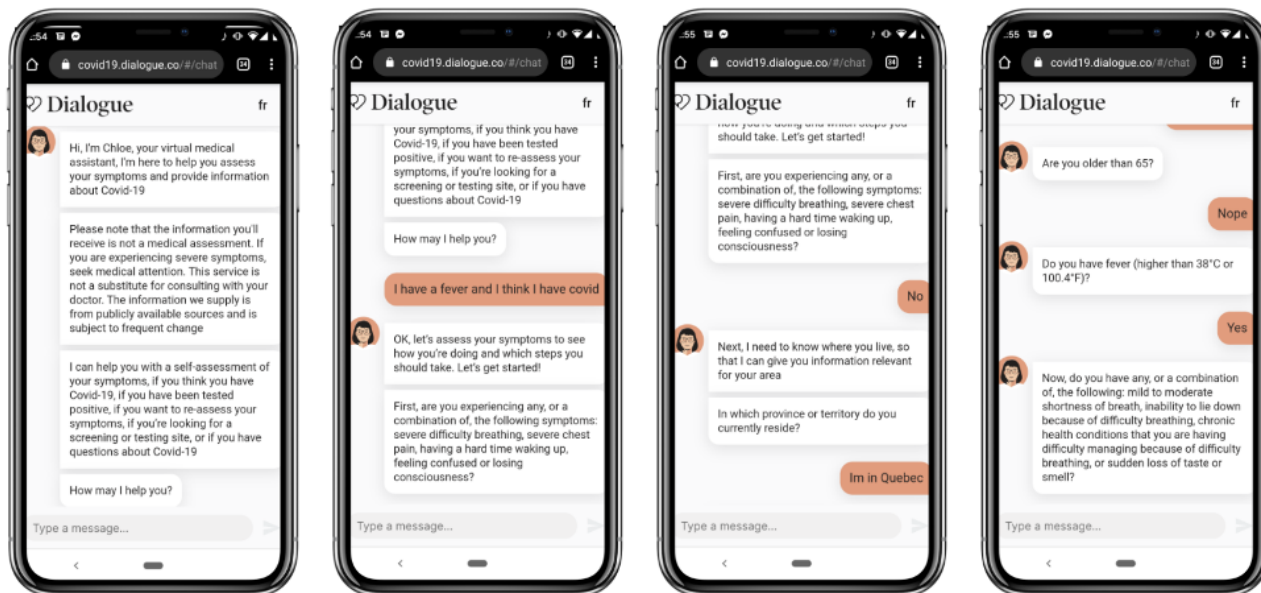 :54
covid19.dialogue.co/#/chat
34
Dialogue
fr
Hi, I'm Chloe, your virtual medical
assistant, I'm here to help you assess
your symptoms and provide information
about Covid-19
Please note that the information you'll
receive is not a medical assessment. If
you are experiencing severe symptoms,
seek medical attention. This service is
not a substitute for consulting with your
doctor. The information we supply is
from publicly available sources and is
subject to frequent change
I can help you with a self-assessment of
your symptoms, if you think you have
Covid-19, if you have been tested
positive, if you want to re-assess your
symptoms, if you're looking for a
screening or testing site, or if you have
questions about Covid-19
How may I help you?
Type a message...
:54
covid19.dialogue.co/#/chat
34
Dialogue
fr
your symptoms, if you think you have
Covid-19, if you have been tested
positive, if you want to re-assess your
symptoms, if you're looking for a
screening or testing site, or if you have
questions about Covid-19
How may I help you?
I have a fever and I think I have covid
OK, let's assess your symptoms to see
how you're doing and which steps you
should take. Let's get started!
First, are you experiencing any, or a
combination of, the following symptoms:
severe difficulty breathing, severe chest
pain, having a hard time waking up,
feeling confused or losing
consciousness?
Type a message...
:55
covid19.dialogue.co/#/chat
34
Dialogue
fr
how you're doing and which steps you
should take. Let's get started!
First, are you experiencing any, or a
combination of, the following symptoms:
severe difficulty breathing, severe chest
pain, having a hard time waking up,
feeling confused or losing
consciousness?
No
Next, I need to know where you live, so
that I can give you information relevant
for your area
In which province or territory do you
currently reside?
Im in Quebec
Type a message...
:55
covid19.dialogue.co/#/chat
34
Dialogue
fr
Are you older than 65?
Nope
Do you have fever (higher than 38°C or
100.4°F)?
Yes
Now, do you have any, or a combination
of, the following: mild to moderate
shortness of breath, inability to lie down
because of difficulty breathing, chronic
health conditions that you are having
difficulty managing because of difficulty
breathing, or sudden loss of taste or
smell?
Type a message...